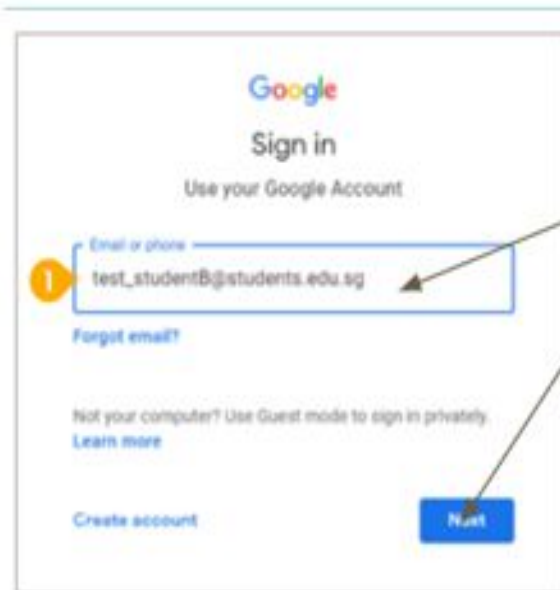 Google
Sign in
Use your Google Account
Email or phone
1
test_studentB@students.edu.sg
Forgot email?
Not your computer? Use Guest mode to sign in privately.
Learn more
Create account
Next